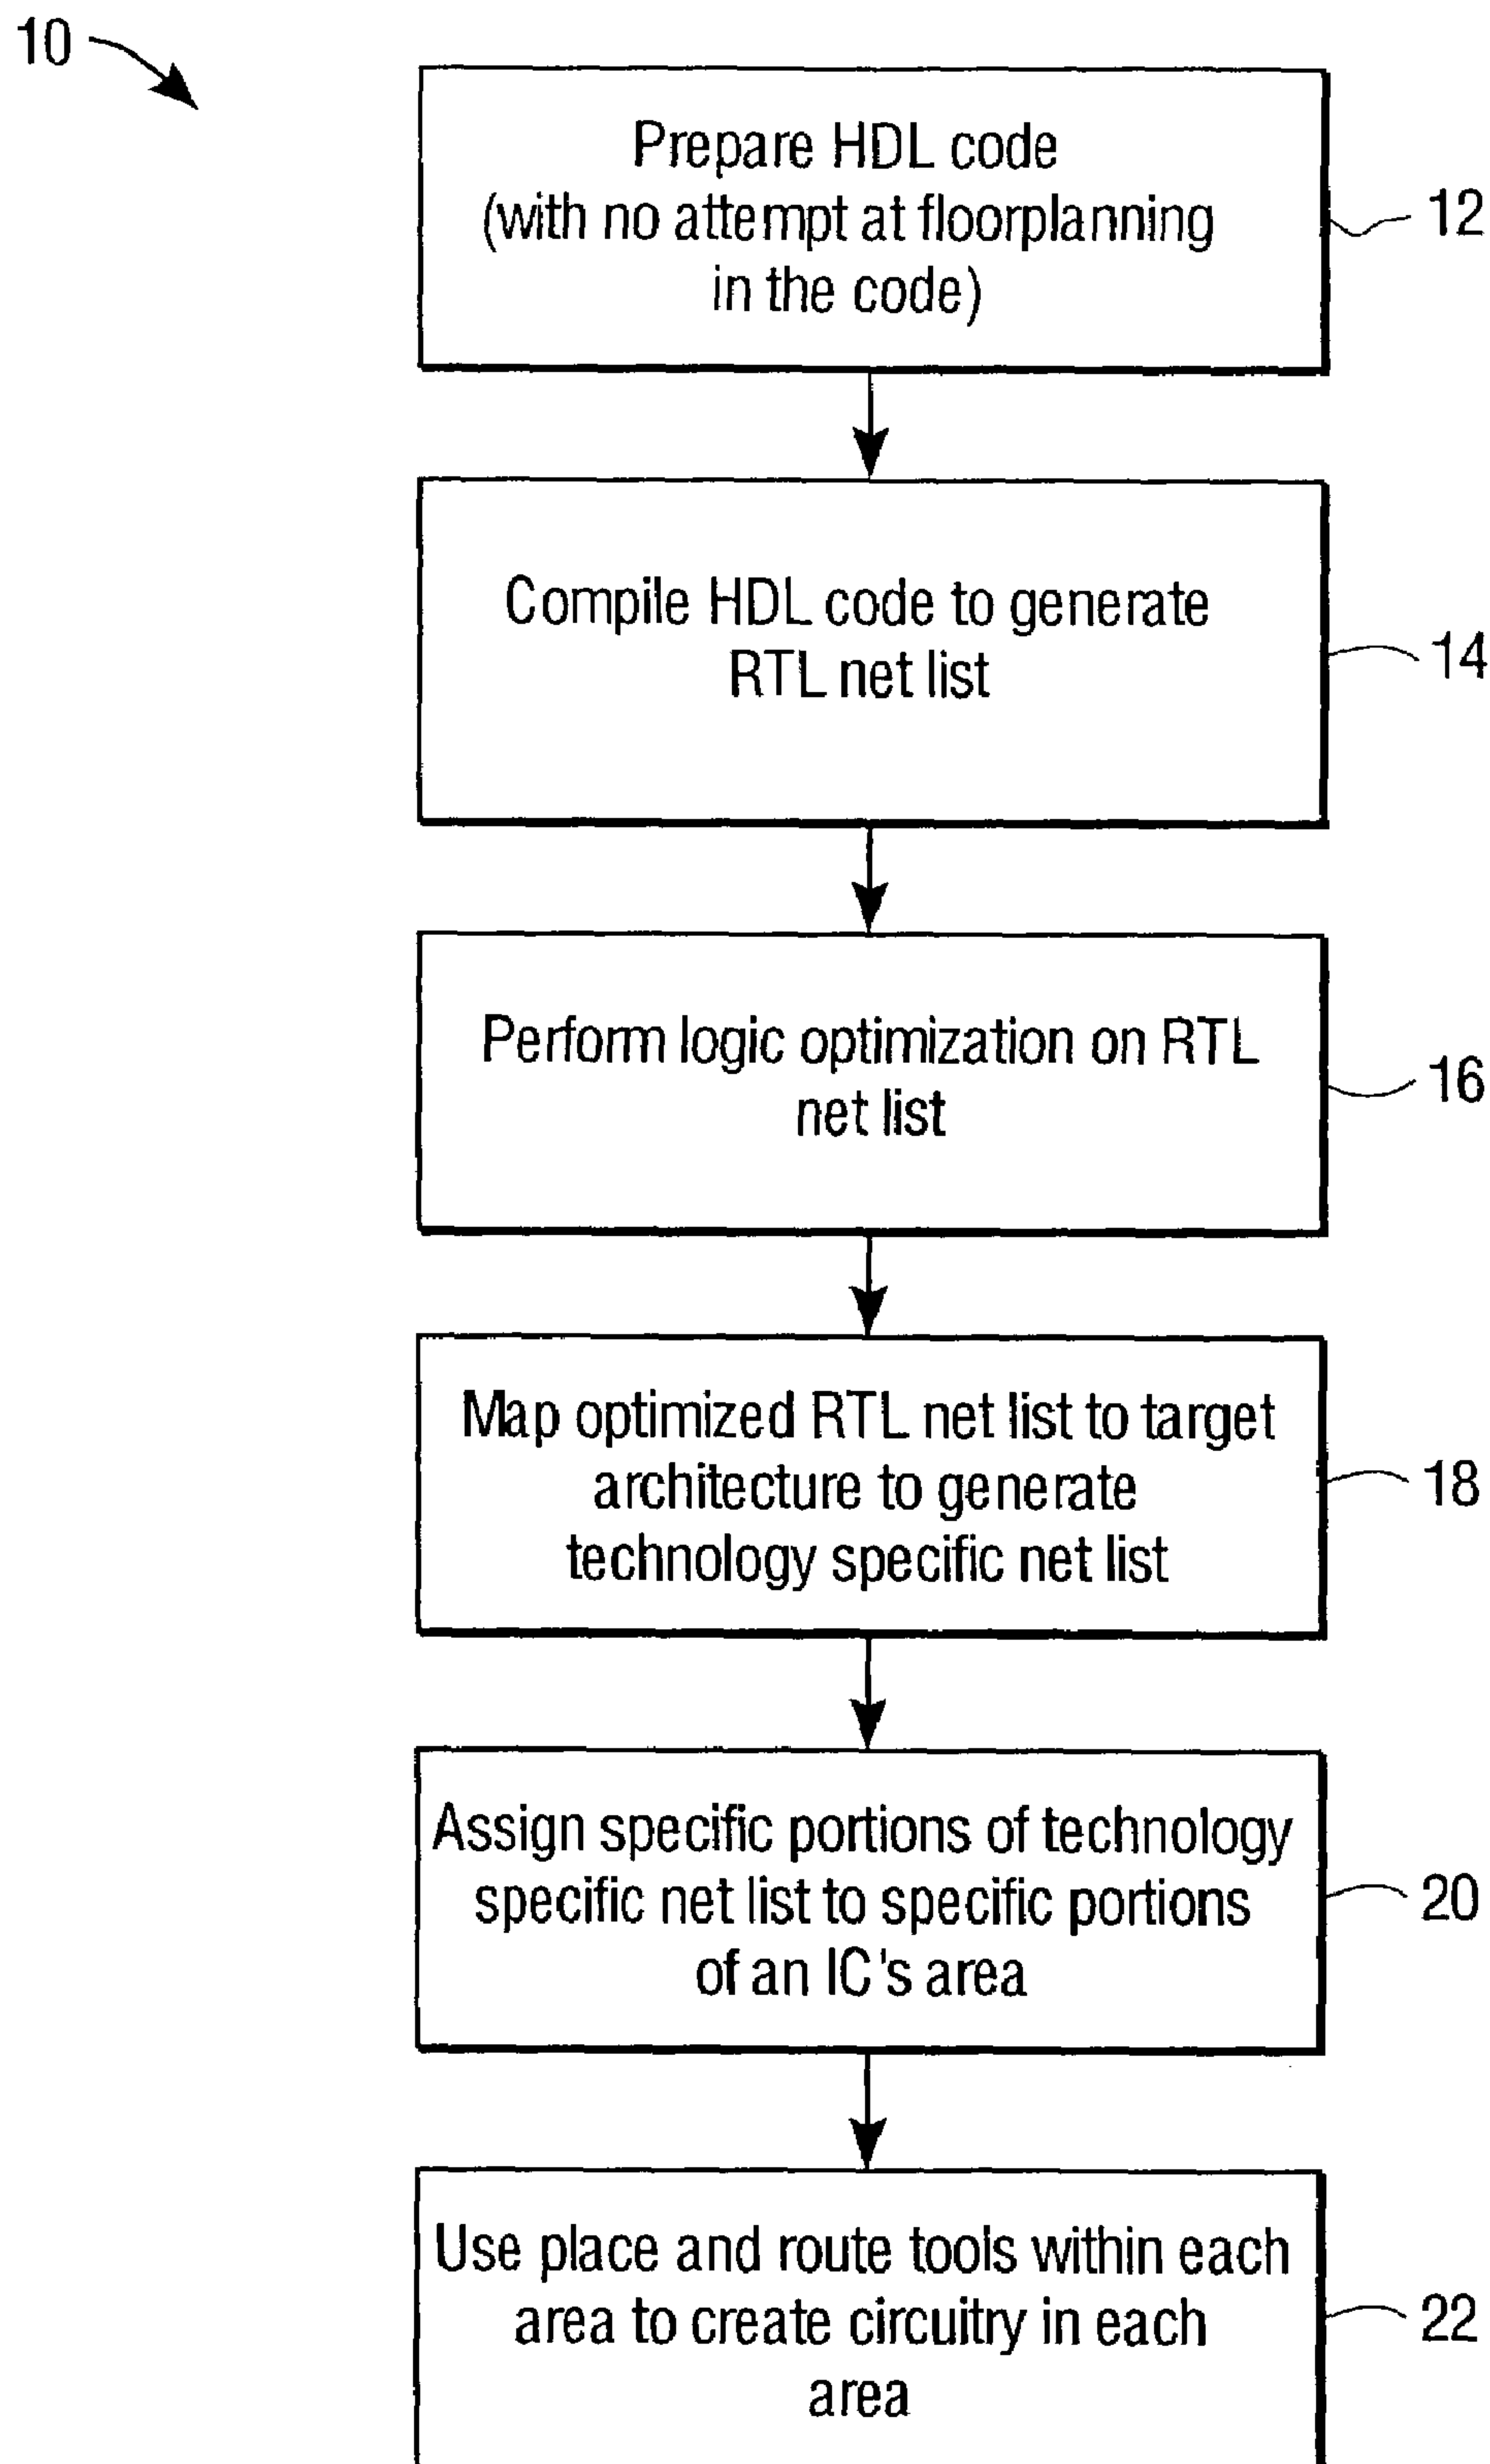 10
Prepare HDL code
(with no attempt at floorplanning
in the code)
12
Compile HDL code to generate
RTL net list
14
Perform logic optimization on RTL
net list
16
Map optimized RTL net list to target
architecture to generate
technology specific net list
18
Assign specific portions of technology
specific net list to specific portions
of an IC's area
20
Use place and route tools within each
area to create circuitry in each
area
22